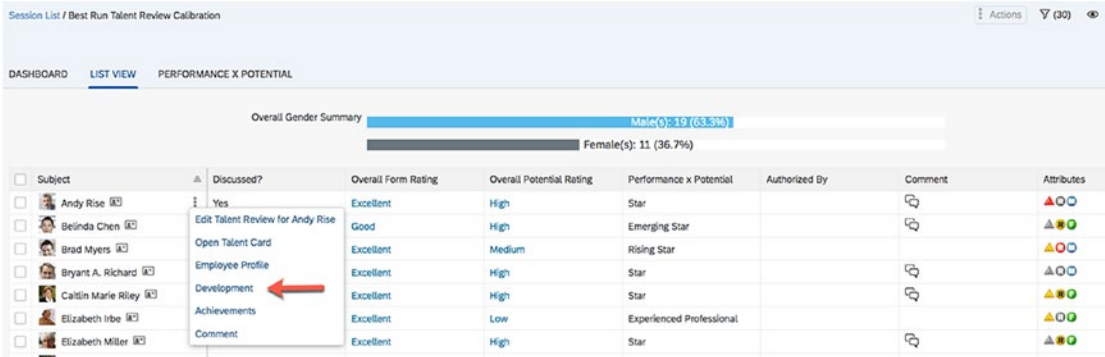 Session List / Best Run Talent Review Calibration Actions (30)
DASHBOARD LIST VIEW PERFORMANCE X POTENTIAL
Overall Gender Summary Male(s): 19 (63.3%)
Female(s): 11 (36.7%)
Subject Discussed? Overall Form Rating Overall Potential Rating Performance x Potential Authorized By Comment Attributes
Andy Rise Yes Excellent High Star
Edit Talent Review for Andy Rise
Belinda Chen Good High Emerging Star
Open Talent Card
Brad Myers Excellent Medium Rising Star
Employee Profile
Bryant A. Richard Excellent High Star
Development
Caitlin Marie Riley Excellent High Star
Achievements
Elizabeth Irbe Excellent Low Experienced Professional
Comment
Elizabeth Miller Excellent High Star